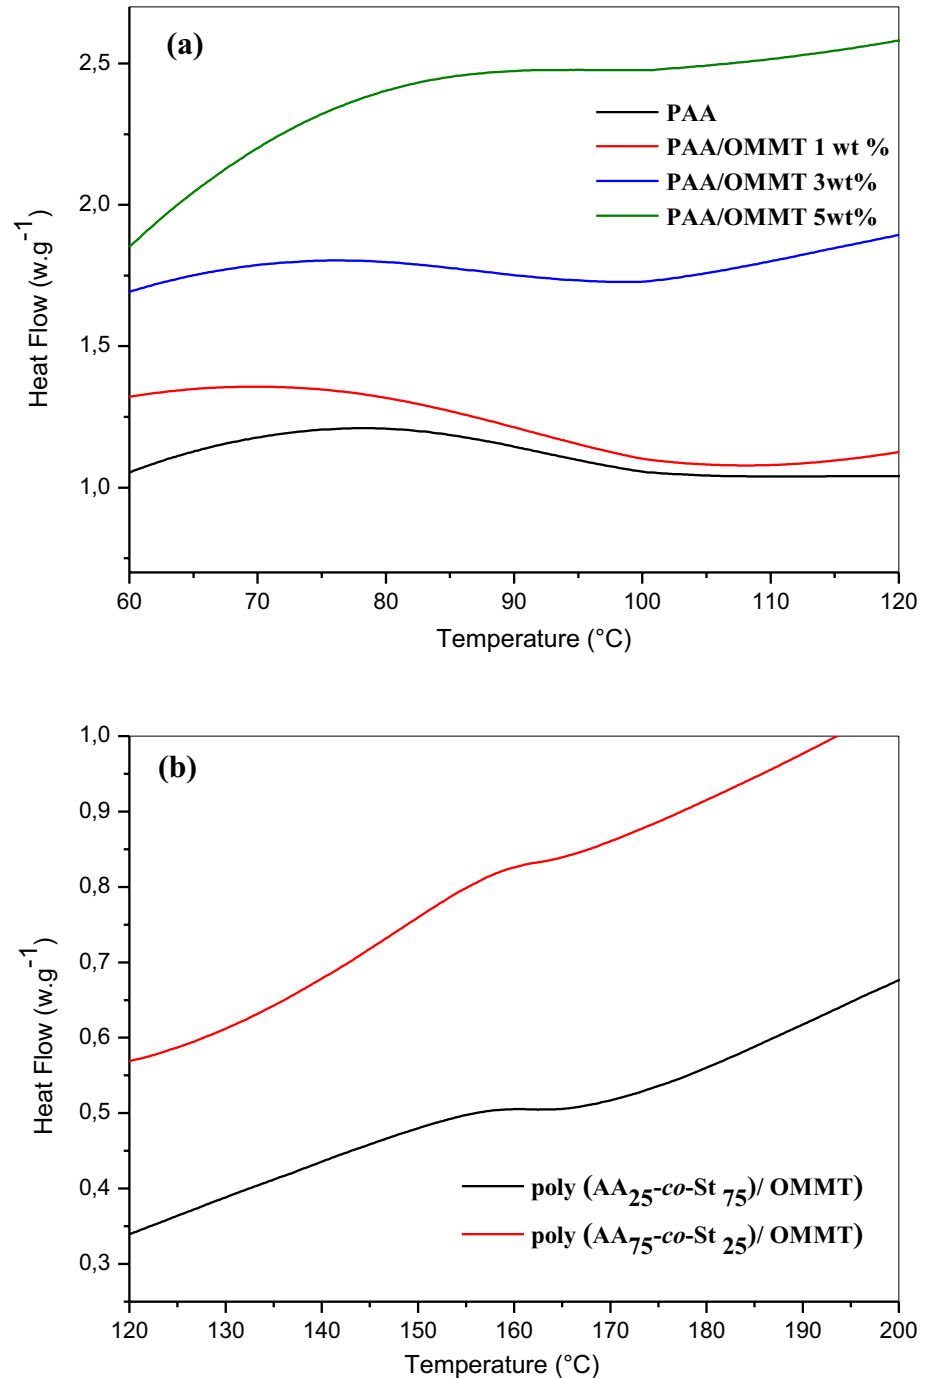 (a)
2,5
2,0
1,5
1,0
Heat Flow (w.g-1)
PAA
PAA/OMMT 1 wt %
PAA/OMMT 3wt%
PAA/OMMT 5wt%
60 70 80 90 100 110 120
Temperature (°C)
(b)
1,0
0,9
0,8
0,7
0,6
0,5
0,4
0,3
Heat Flow (w.g-1)
poly (AA25-co-St 75)/ OMMT)
poly (AA75-co-St 25)/ OMMT)
120 130 140 150 160 170 180 190 200
Temperature (°C)